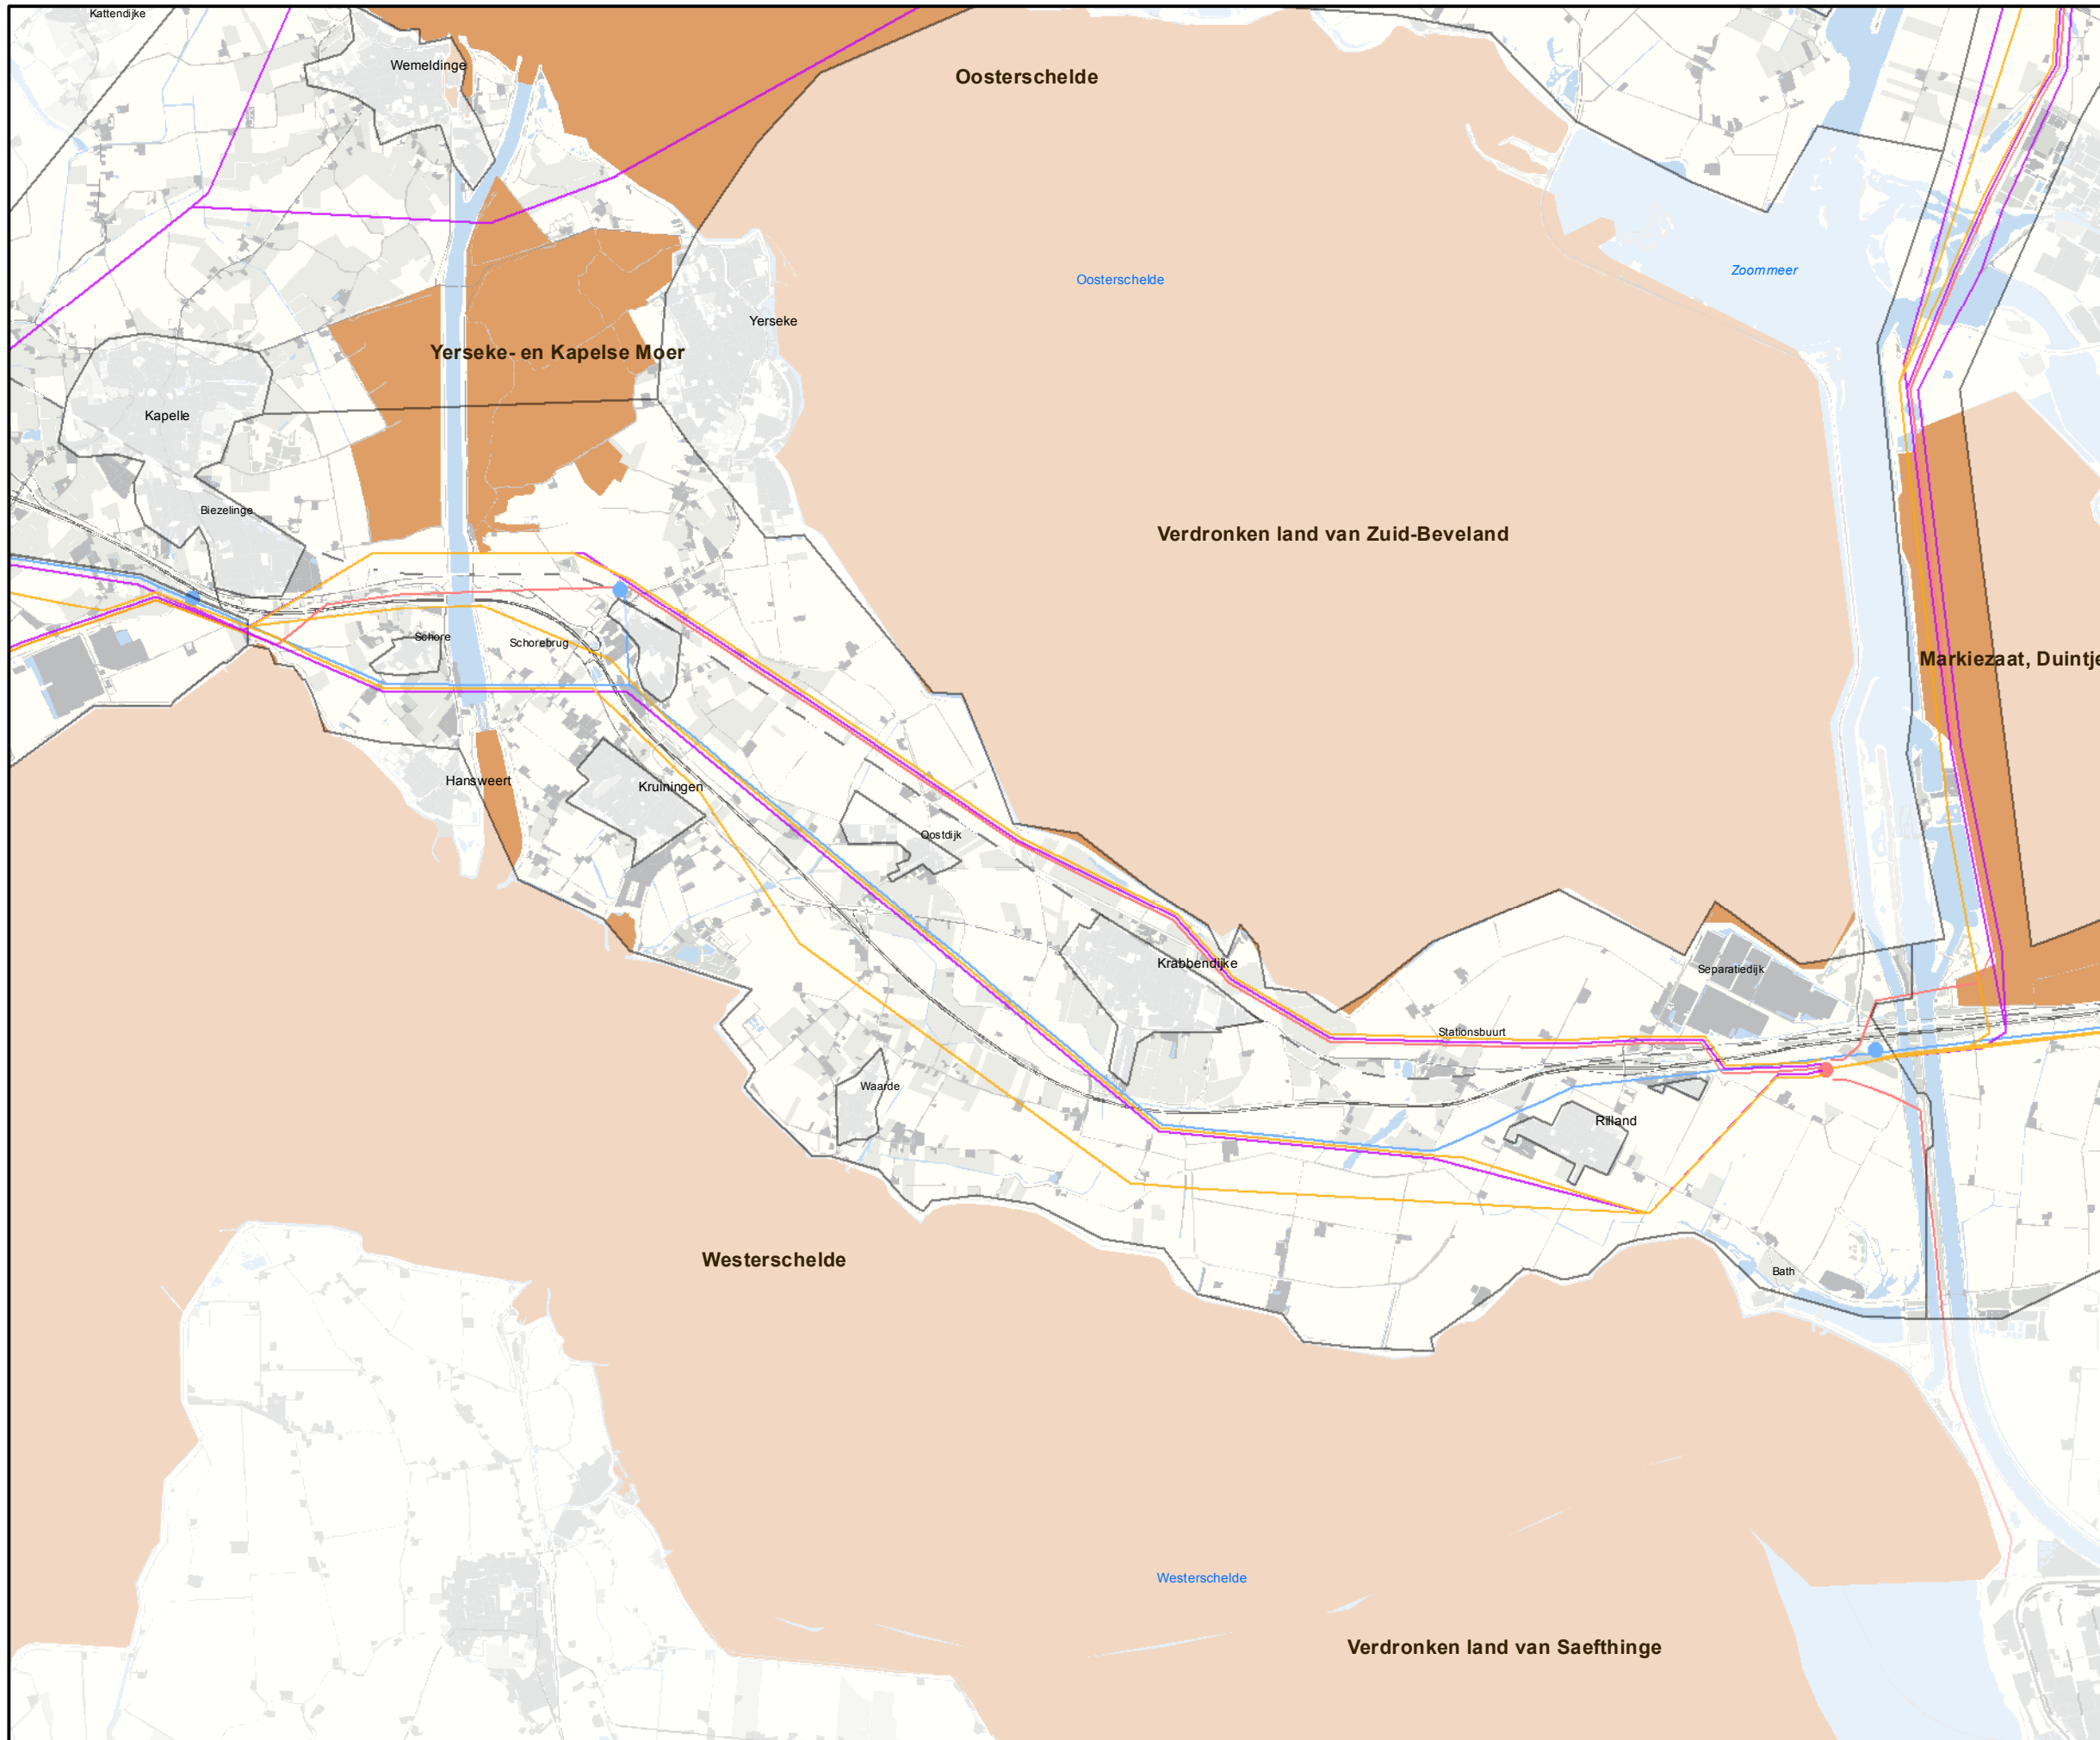 Kattendijke
Wemeldinge
Oosterschelde
Zoommeer
Oosterschelde
Yerseke
Yerseke- en Kapelse Moer
Kapelle
Biezelinge
Verdronken land van Zuid-Beveland
Schore
Schorebrug
Markiezaat, Duintje
Hansweert
Kruiningen
Oostdijk
Krabbendijke
Separatiedijk
Stationsbuurt
Waarde
Rilland
Westerschelde
Bath
Westerschelde
Verdronken land van Saefthinge